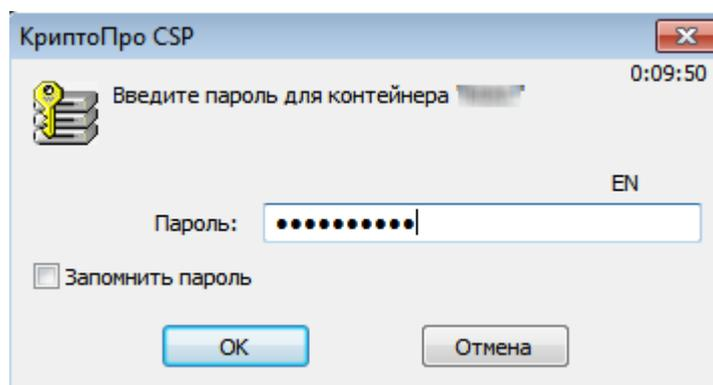 КриптоПро CSP
0:09:50
Введите пароль для контейнера "
EN
Пароль: ••••••••••
Запомнить пароль
OK
Отмена